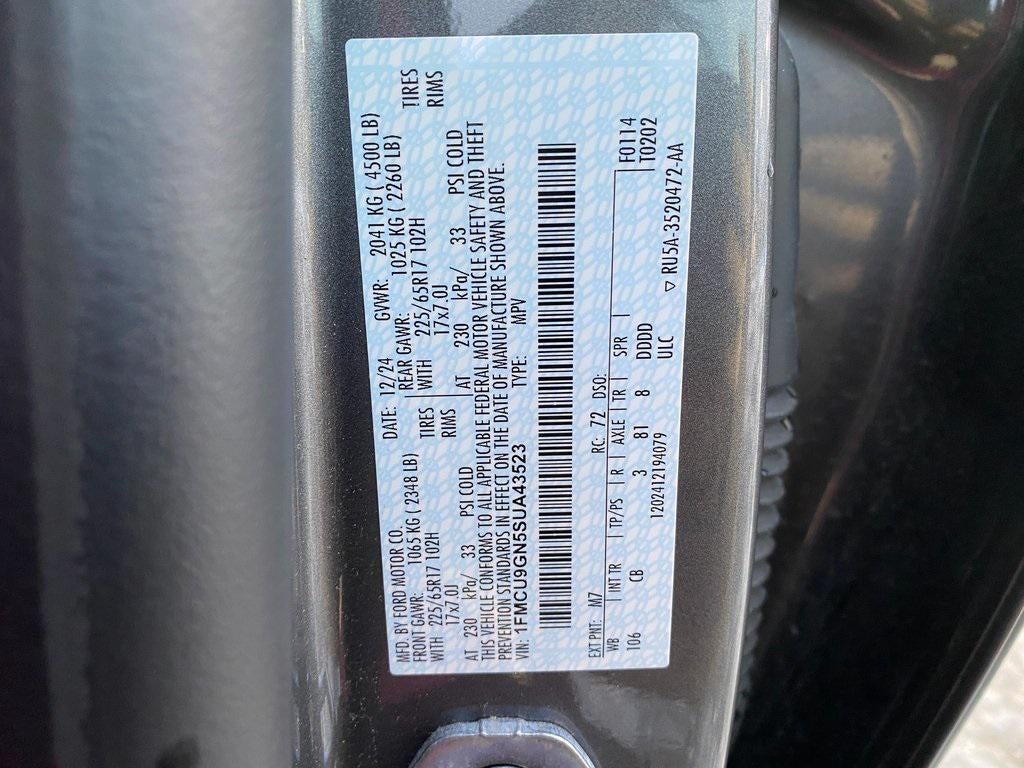 MFD. BY FORD MOTOR CO. DATE: 12/24 GVWR: 2041 KG ( 4500 LB)
FRONT GAWR: 1065 KG ( 2348 LB) REAR GAWR: 1025 KG ( 2260 LB)
WITH 225/65R17 102H TIRES WITH 225/65R17 102H TIRES
17x7.0J RIMS 17x7.0J RIMS
AT 230 kPa/ 33 PSI COLD AT 230 kPa/ 33 PSI COLD
THIS VEHICLE CONFORMS TO ALL APPLICABLE FEDERAL MOTOR VEHICLE SAFETY AND THEFT
PREVENTION STANDARDS IN EFFECT ON THE DATE OF MANUFACTURE SHOWN ABOVE.
VIN: 1FMCU9GN5SUA43523 TYPE: MPV
EXT PNT: M7 RC: 72 DSO: F0114
WB INT TR TP/PS R AXLE TR SPR T0202
106 CB 3 81 8 DDDD
ULC
120241219 4079 ▽ RU5A-3520472-AA